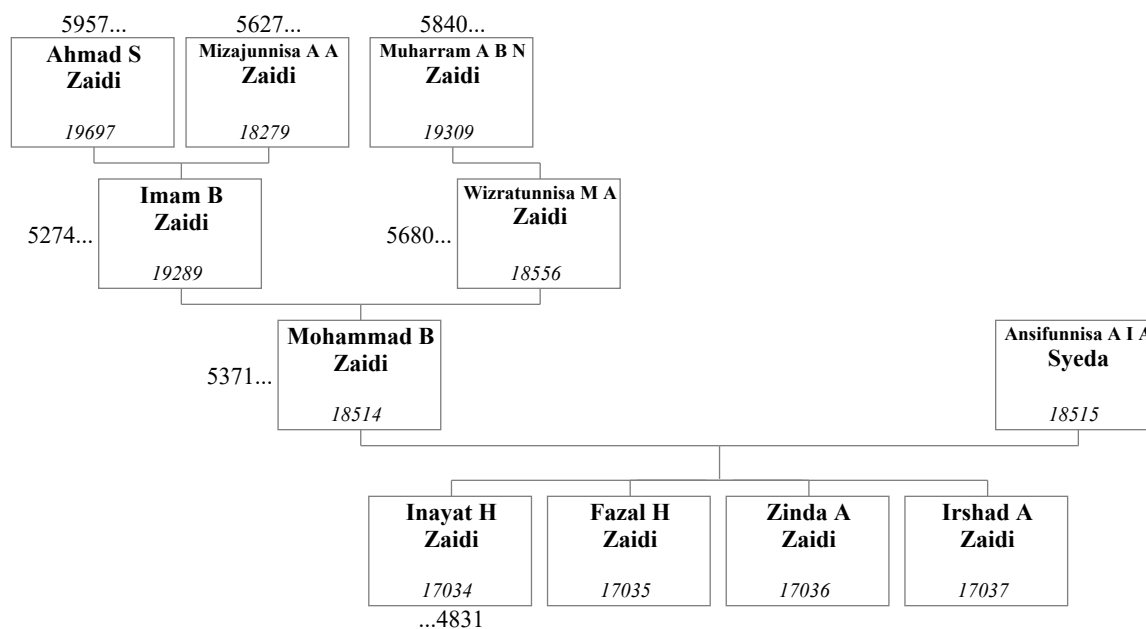 5957...
5627...
5840...
Ahmad S
Zaidi
19697
Mizajunnisa A A
Zaidi
18279
Muharram A B N
Zaidi
19309
5274...
Imam B
Zaidi
19289
5680...
Wizratunnisa M A
Zaidi
18556
5371...
Mohammad B
Zaidi
18514
Ansifunnisa A I A
Syeda
18515
Inayat H
Zaidi
17034
Fazal H
Zaidi
17035
Zinda A
Zaidi
17036
Irshad A
Zaidi
17037
...4831